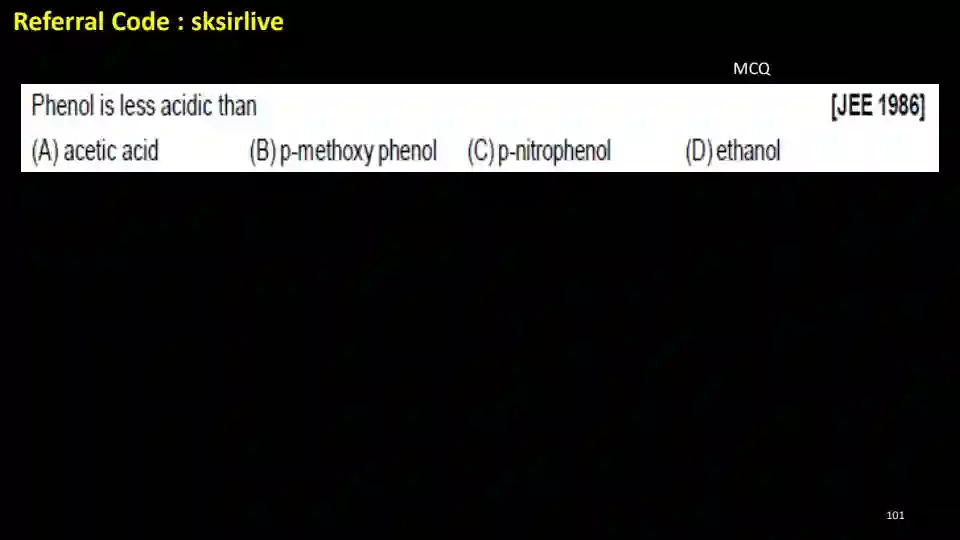 Referral Code : sksirlive
MCQ
Phenol is less acidic than [JEE 1986]
(A) acetic acid (B) p-methoxy phenol (C) p-nitrophenol (D) ethanol
101